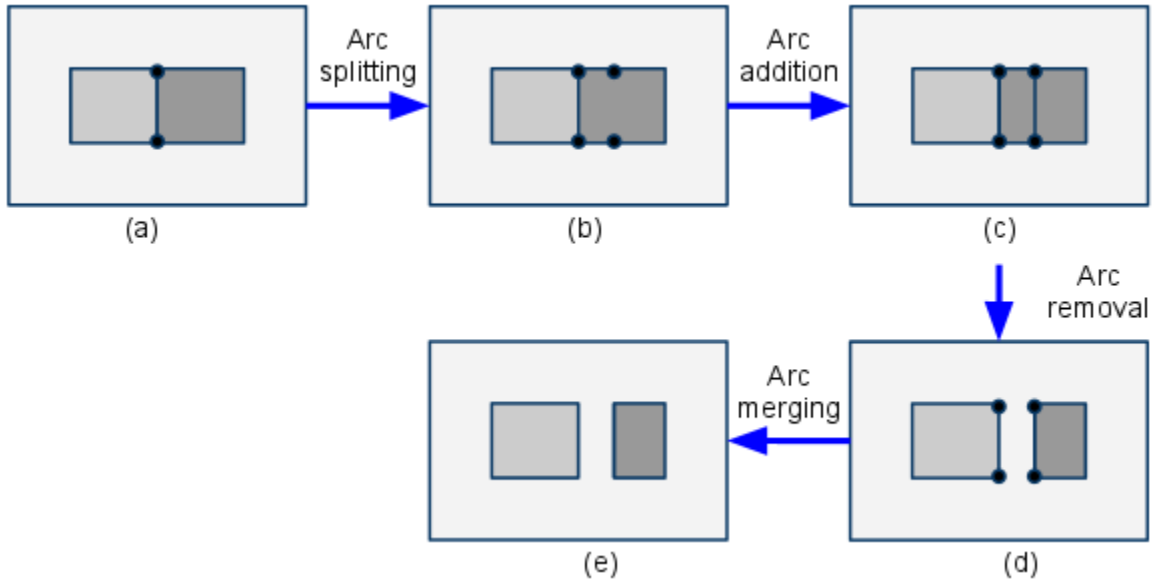 Arc
splitting
Arc
addition
(a)
(b)
(c)
Arc
removal
Arc
merging
(e)
(d)